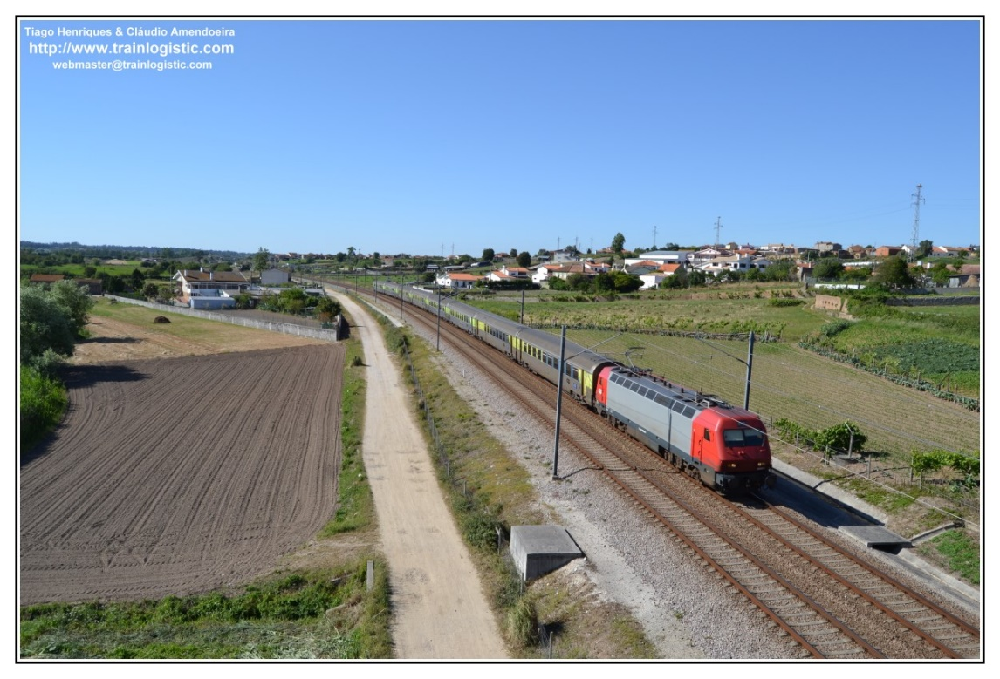 Tiago Henriques & Cláudio Amendoeira
http://www.trainlogistic.com
webmaster@trainlogistic.com